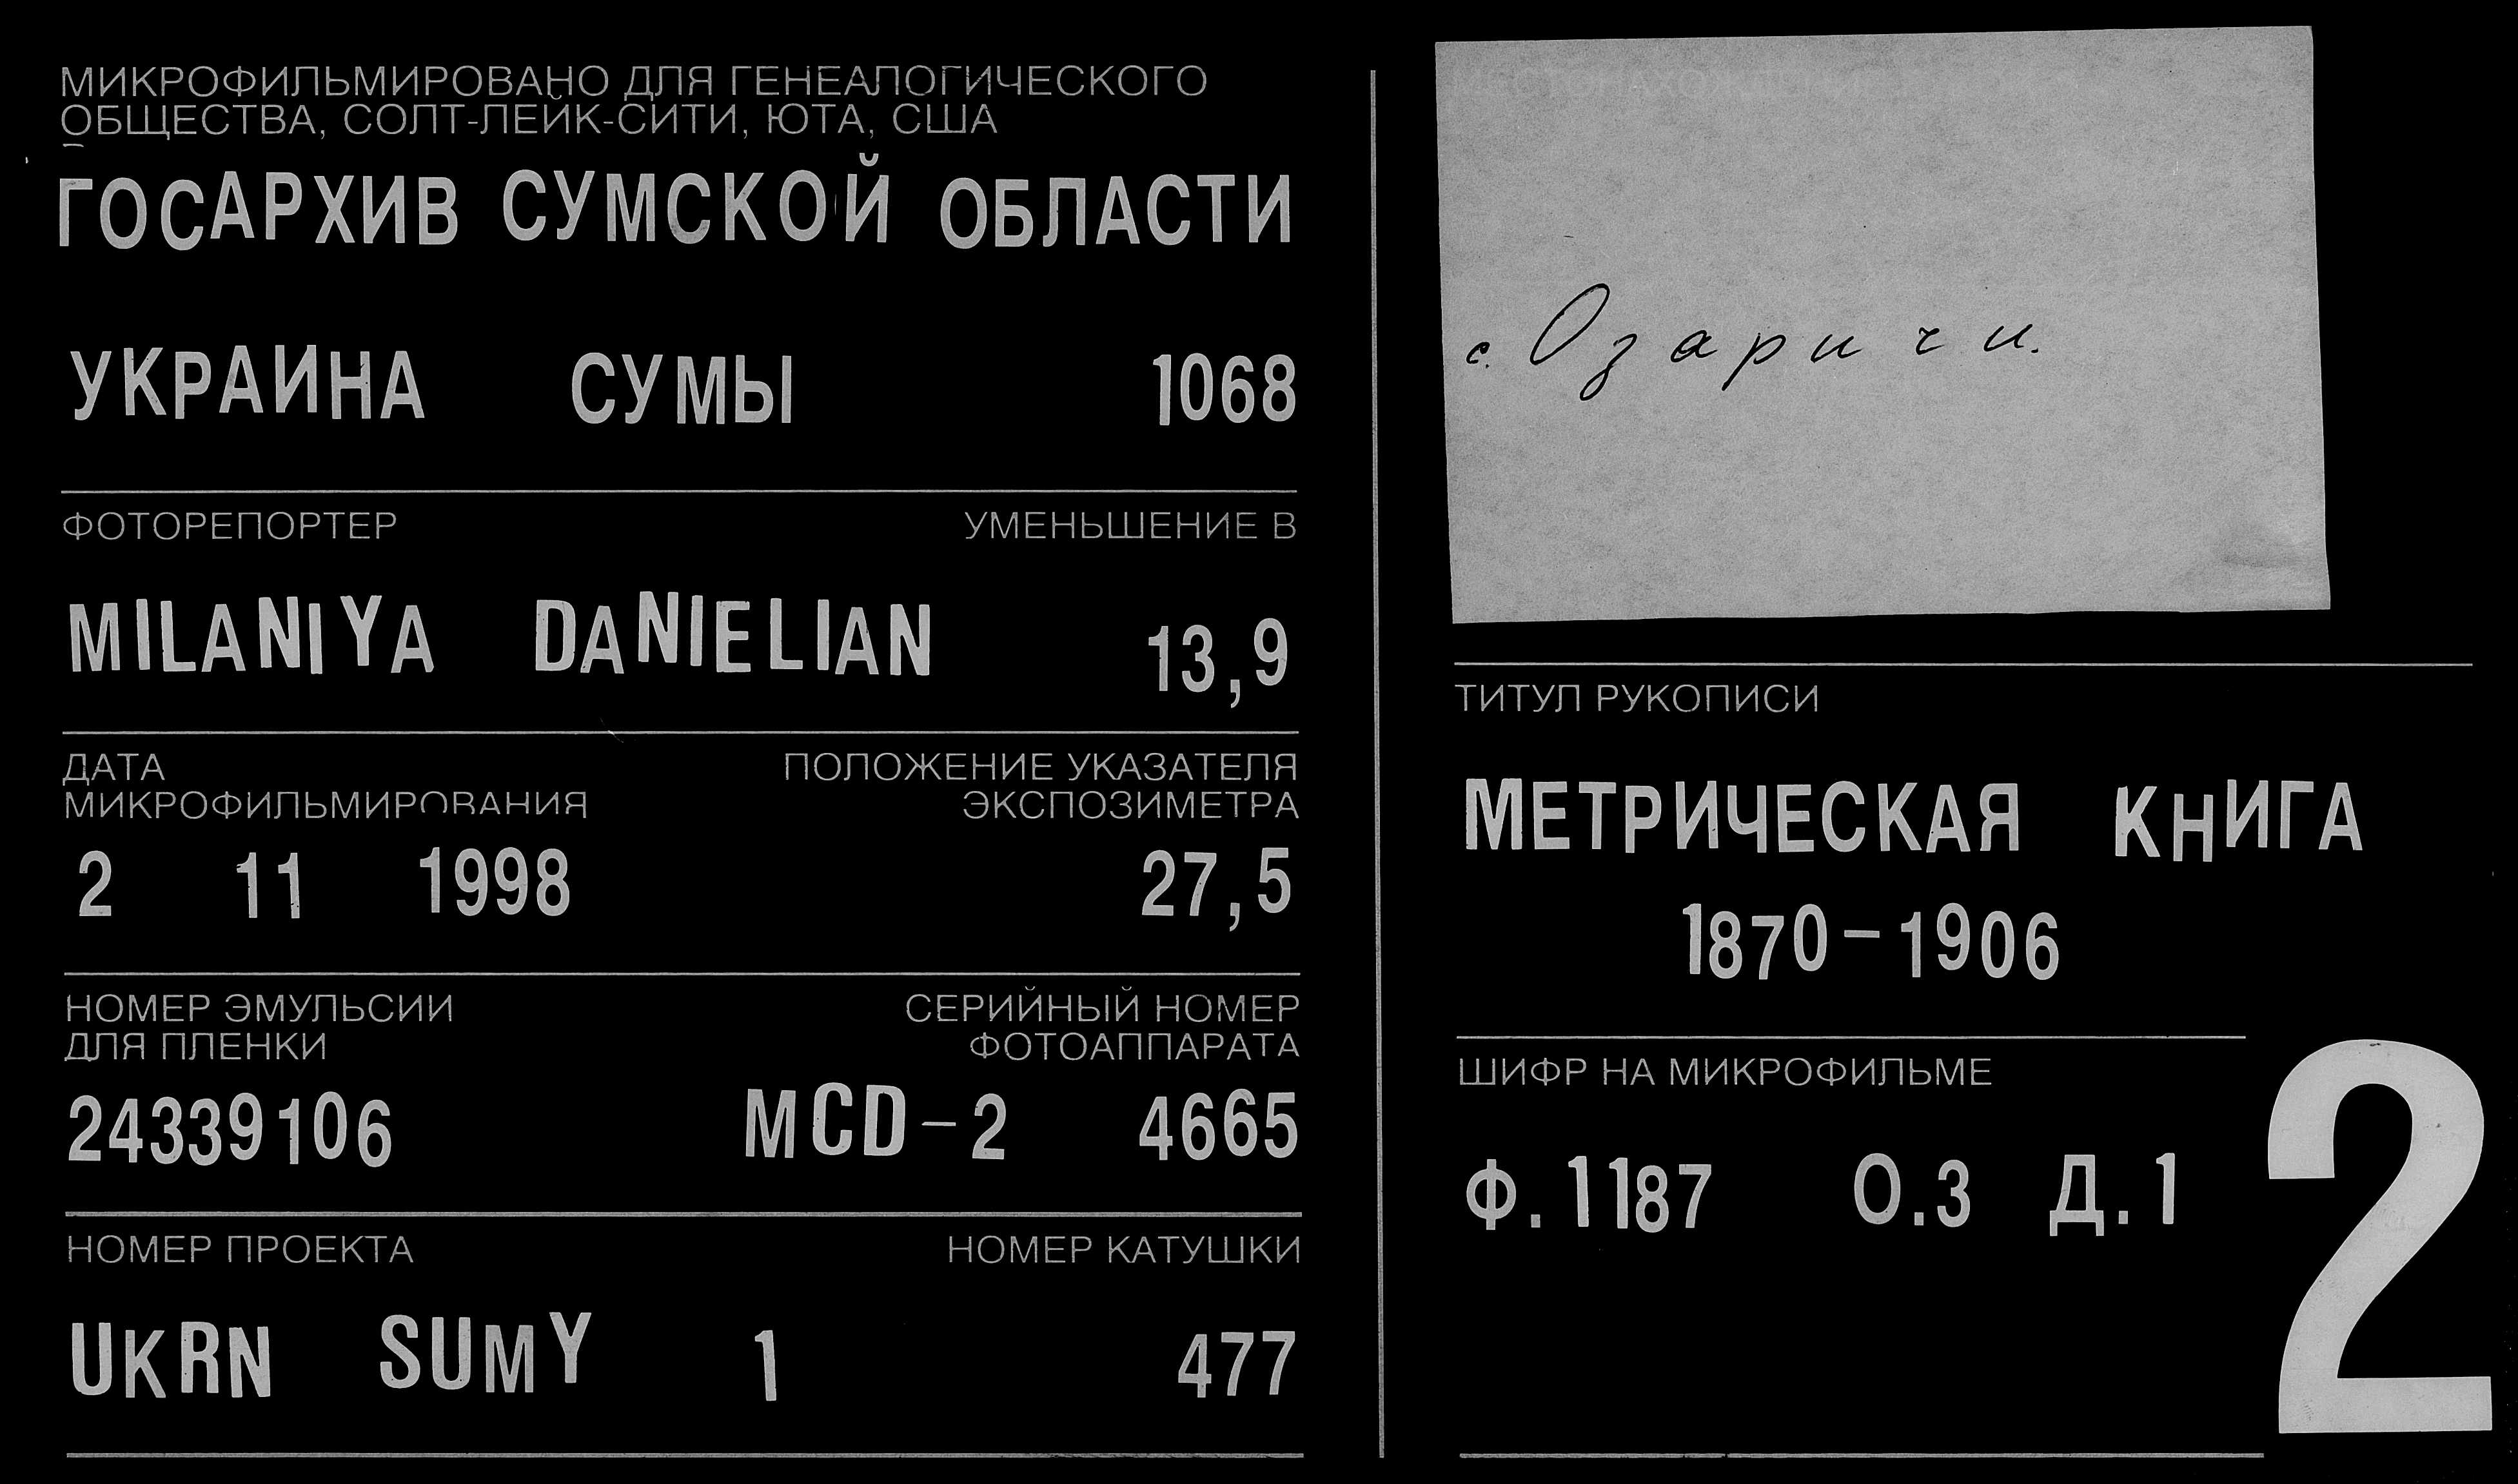 МИКРОФИЛЬМИРОВАНО ДЛЯ ГЕНЕАЛОГИЧЕСКОГО
ОБЩЕСТВА, СОЛТ-ЛЕЙК-СИТИ, ЮТА, США
ГОСАРХИВ СУМСКОЙ ОБЛАСТИ
УКРАИНА СУМЫ 1068
ФОТОРЕПОРТЕР УМЕНЬШЕНИЕ В
MILANIYA DANIELIAN 13,9
ДАТА ПОЛОЖЕНИЕ УКАЗАТЕЛЯ
МИКРОФИЛЬМИРОВАНИЯ ЭКСПОЗИМЕТРА
2 11 1998 27,5
НОМЕР ЭМУЛЬСИИ СЕРИЙНЫЙ НОМЕР
ДЛЯ ПЛЕНКИ ФОТОАППАРАТА
24339106 MCD-2 4665
НОМЕР ПРОЕКТА НОМЕР КАТУШКИ
UKRN SUMY 1 477
с. Озаричи.
ТИТУЛ РУКОПИСИ
МЕТРИЧЕСКАЯ КНИГА
1870-1906
ШИФР НА МИКРОФИЛЬМЕ
Ф.1187 О.3 Д.1
2